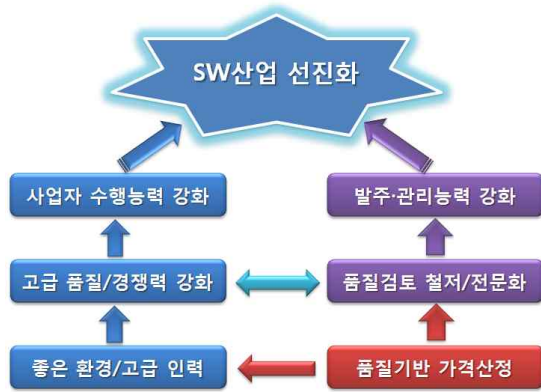 SW산업 선진화
사업자 수행능력 강화
발주·관리능력 강화
고급 품질/경쟁력 강화
품질검토 철저/전문화
좋은 환경/고급 인력
품질기반 가격산정